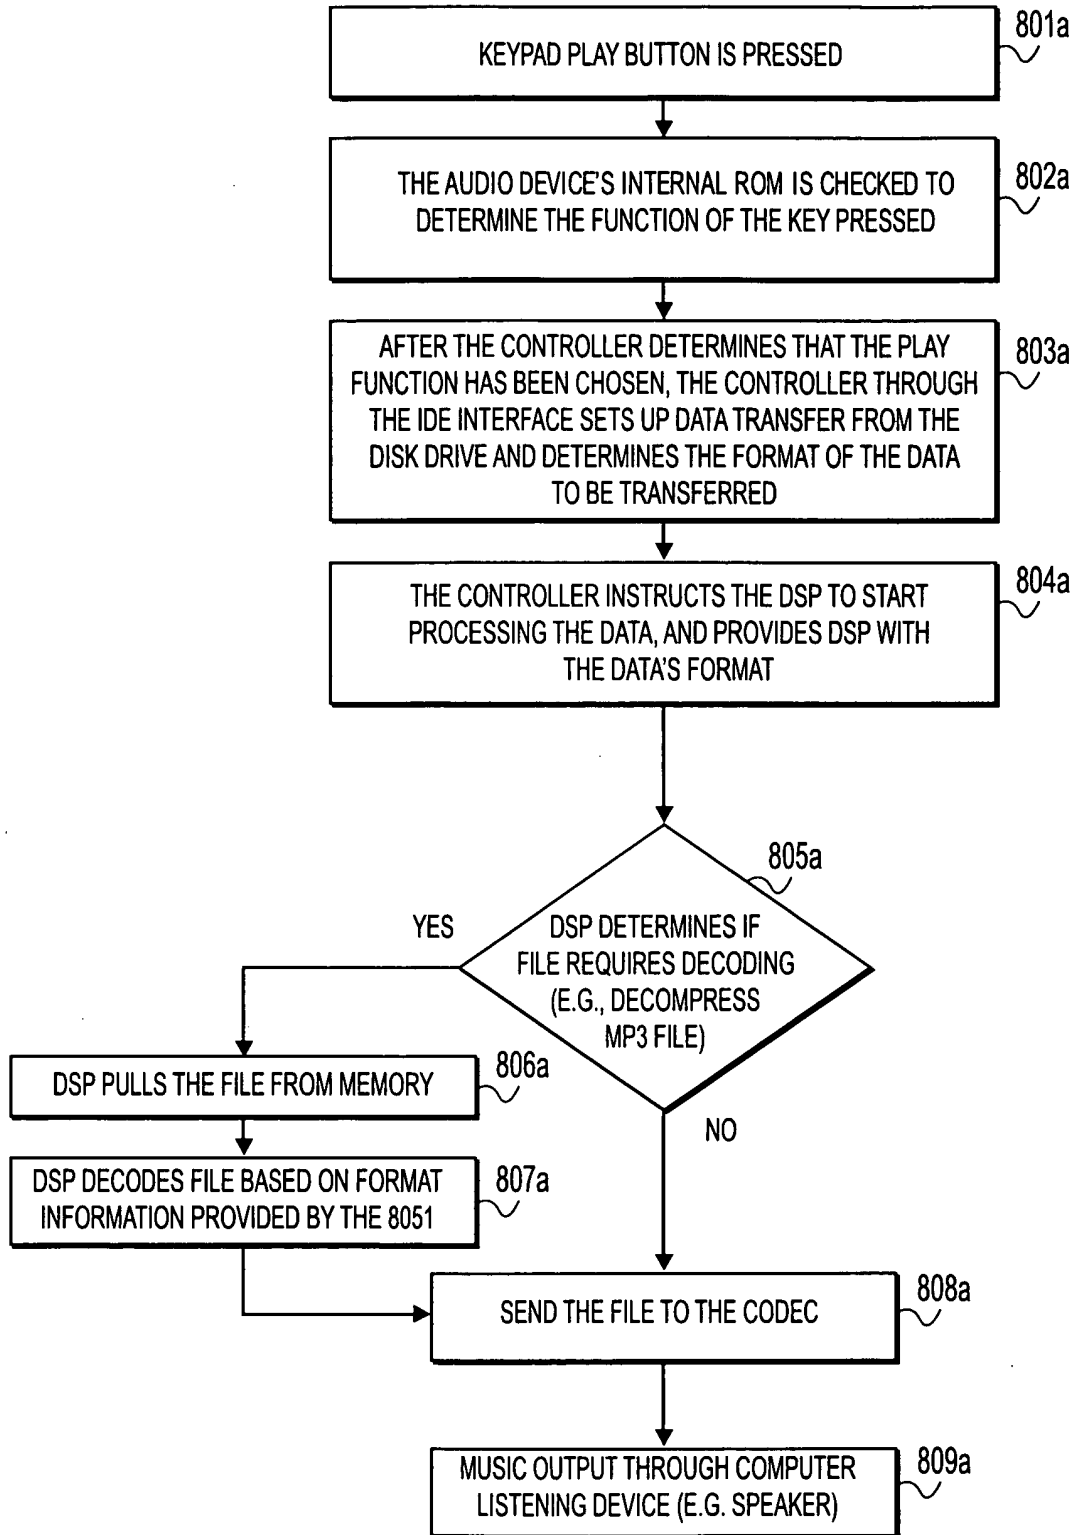 801a
KEYPAD PLAY BUTTON IS PRESSED
802a
THE AUDIO DEVICE'S INTERNAL ROM IS CHECKED TO
DETERMINE THE FUNCTION OF THE KEY PRESSED
803a
AFTER THE CONTROLLER DETERMINES THAT THE PLAY
FUNCTION HAS BEEN CHOSEN, THE CONTROLLER THROUGH
THE IDE INTERFACE SETS UP DATA TRANSFER FROM THE
DISK DRIVE AND DETERMINES THE FORMAT OF THE DATA
TO BE TRANSFERRED
804a
THE CONTROLLER INSTRUCTS THE DSP TO START
PROCESSING THE DATA, AND PROVIDES DSP WITH
THE DATA'S FORMAT
805a
YES
DSP DETERMINES IF
FILE REQUIRES DECODING
(E.G., DECOMPRESS
MP3 FILE)
NO
DSP PULLS THE FILE FROM MEMORY
806a
DSP DECODES FILE BASED ON FORMAT
INFORMATION PROVIDED BY THE 8051
807a
SEND THE FILE TO THE CODEC
808a
MUSIC OUTPUT THROUGH COMPUTER
LISTENING DEVICE (E.G. SPEAKER)
809a